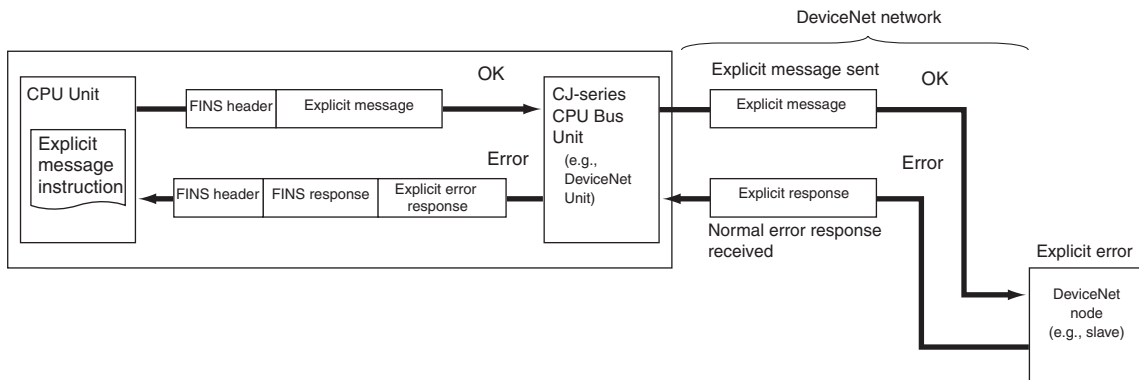 DeviceNet network
CPU Unit
Explicit
message
instruction
OK
FINS header
Explicit message
Error
FINS header
FINS response
Explicit error
response
CJ-series
CPU Bus
Unit
(e.g.,
DeviceNet
Unit)
Explicit message sent
OK
Explicit message
Error
Explicit response
Normal error response
received
Explicit error
DeviceNet
node
(e.g., slave)